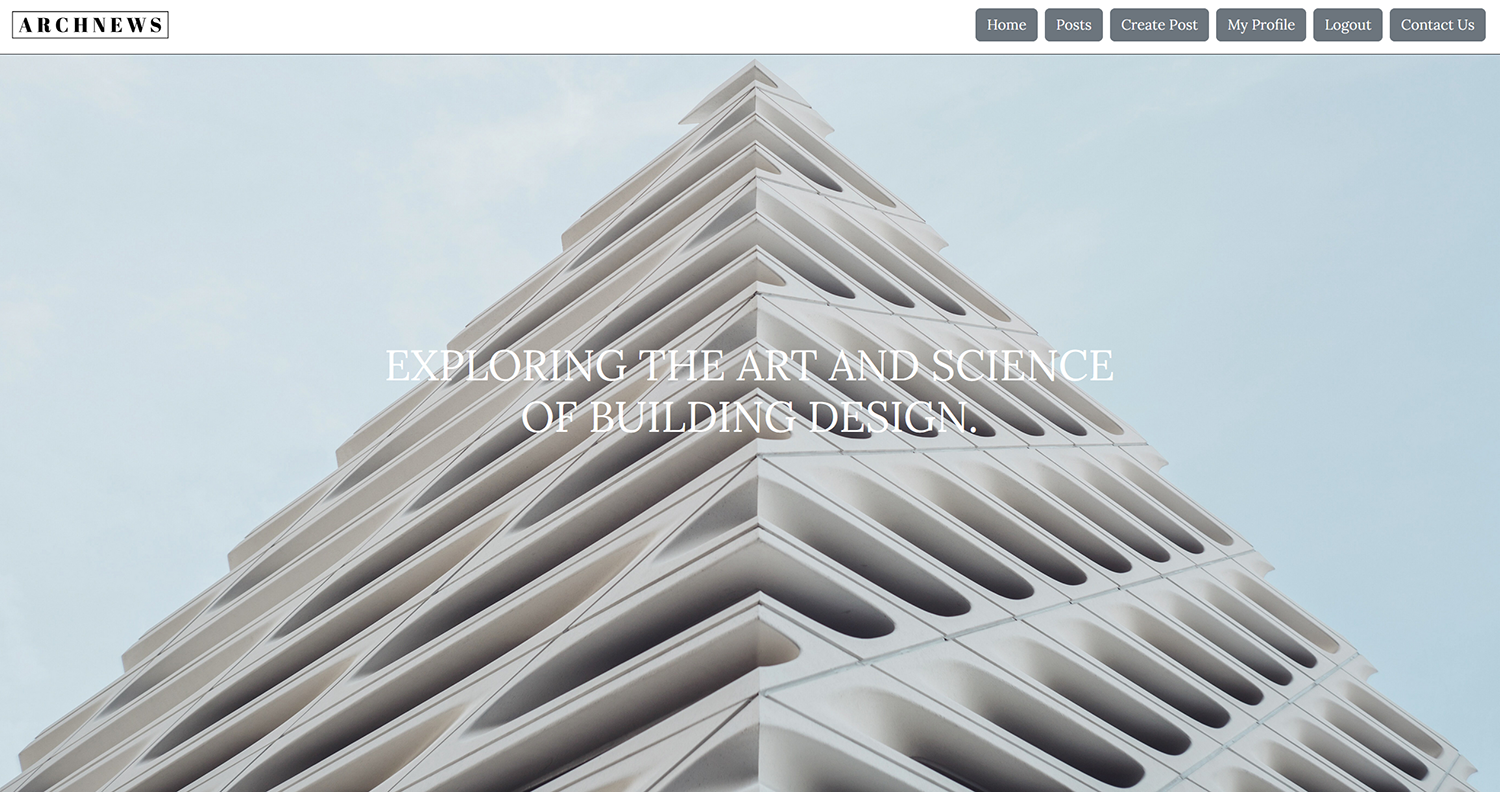 ARCHNEWS
Home Posts Create Post My Profile Logout Contact Us
EXPLORING THE ART AND SCIENCE
OF BUILDING DESIGN.